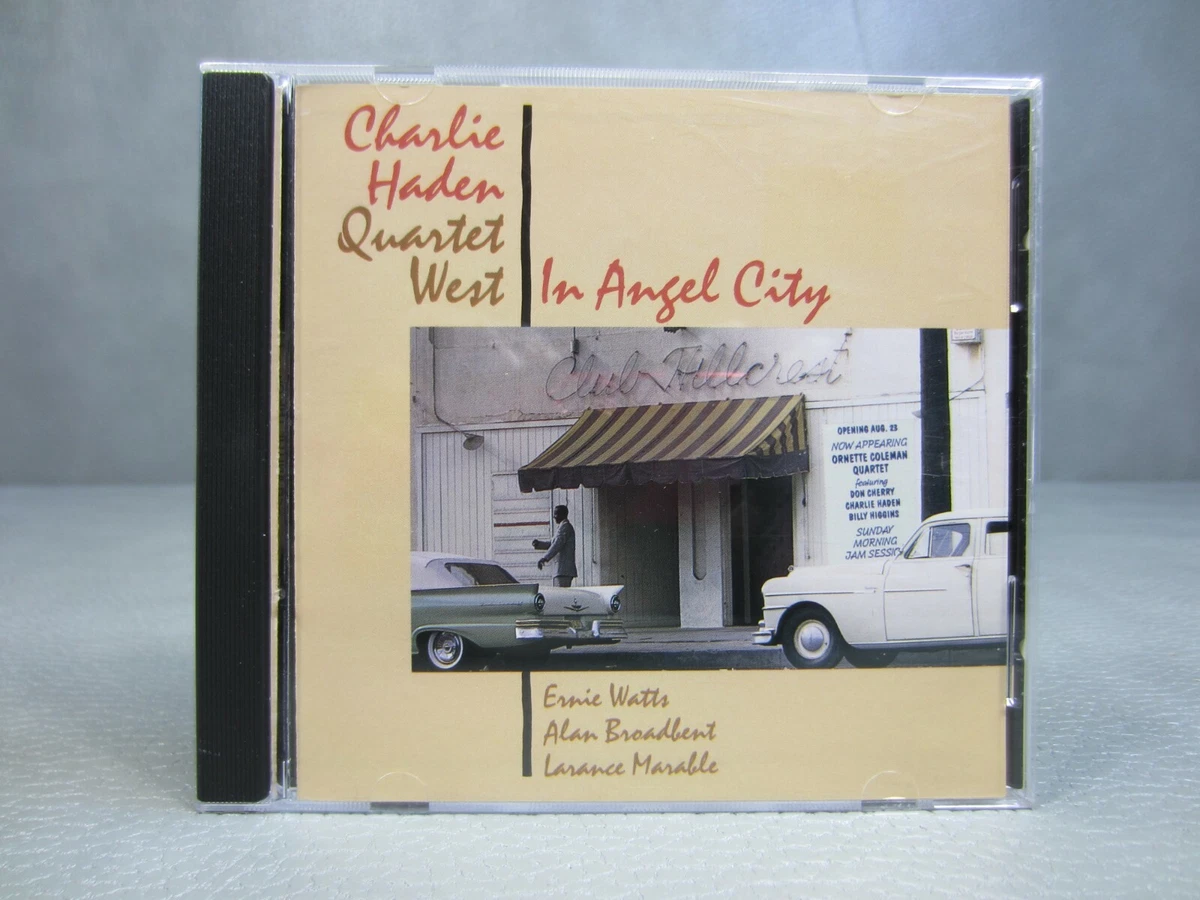 Charlie
Haden
Quartet
West
In Angel City
Club Hillcrest
OPENING AUG. 23
NOW APPEARING
ORNETTE COLEMAN
QUARTET
featuring
DON CHERRY
CHARLIE HADEN
BILLY HIGGINS
SUNDAY
MORNING
JAM SESSIO
Ernie Watts
Alan Broadbent
Larance Marable